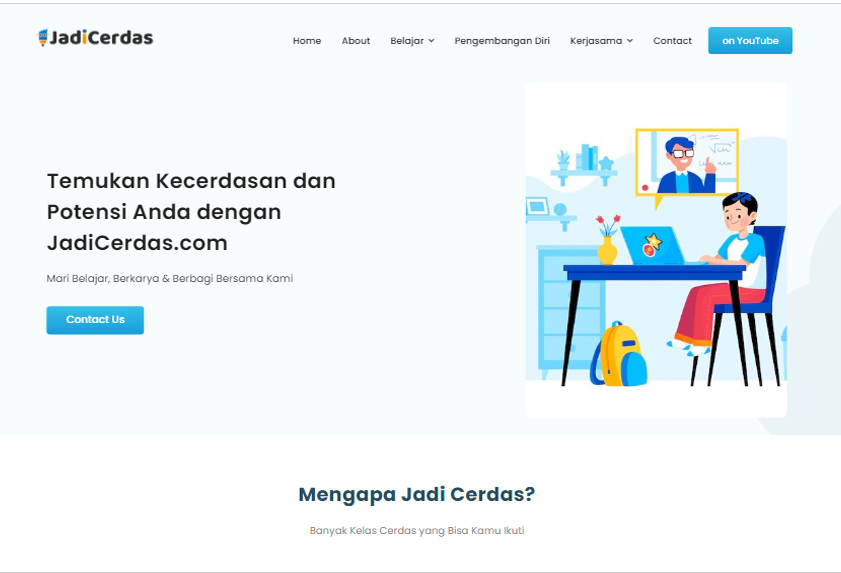 JadiCerdas
Home About Belajar Pengembangan Diri Kerjasama Contact on YouTube
Temukan Kecerdasan dan
Potensi Anda dengan
JadiCerdas.com
Mari Belajar, Berkarya & Berbagi Bersama Kami
Contact Us
Mengapa Jadi Cerdas?
Banyak Kelas Cerdas yang Bisa Kamu Ikuti